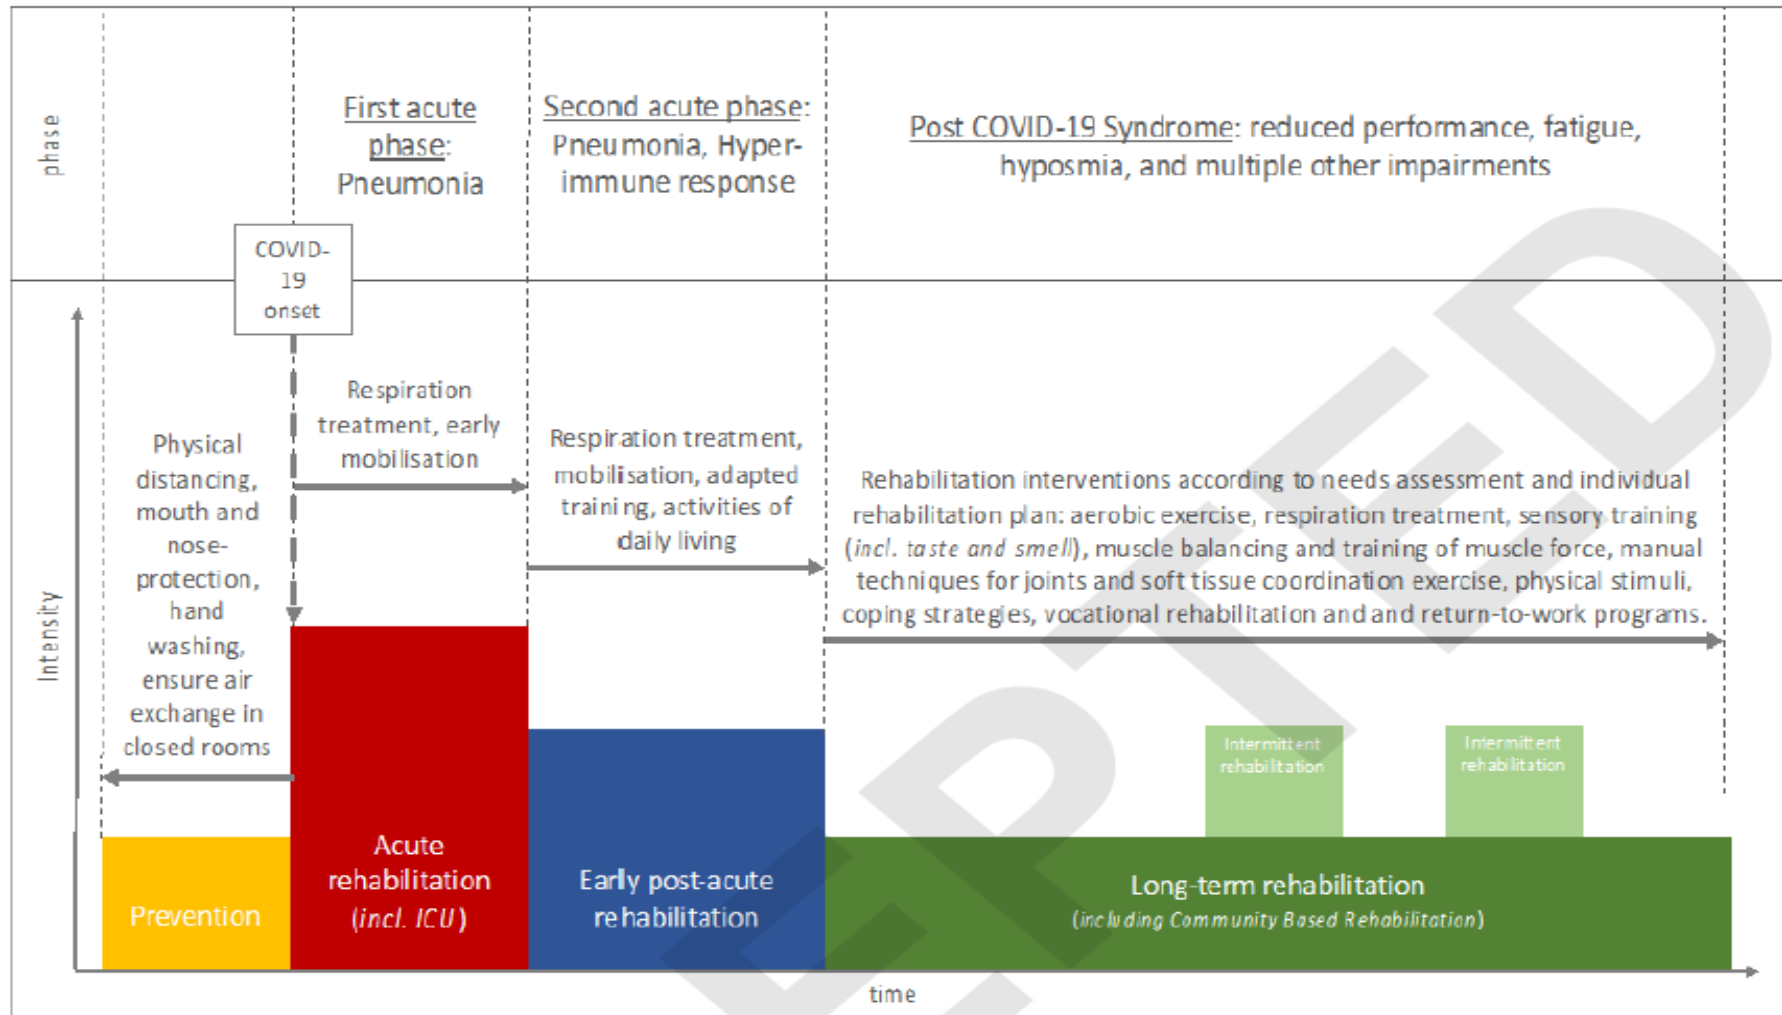 phase
First acute
phase:
Pneumonia
Second acute phase:
Pneumonia, Hyper-
immune response
Post COVID-19 Syndrome: reduced performance, fatigue,
hyposmia, and multiple other impairments
COVID-
19
onset
Intensity
Physical
distancing,
mouth and
nose-
protection,
hand
washing,
ensure air
exchange in
closed rooms
Respiration
treatment, early
mobilisation
Respiration treatment,
mobilisation, adapted
training, activities of
daily living
Rehabilitation interventions according to needs assessment and individual
rehabilitation plan: aerobic exercise, respiration treatment, sensory training
(incl. taste and smell), muscle balancing and training of muscle force, manual
techniques for joints and soft tissue coordination exercise, physical stimuli,
coping strategies, vocational rehabilitation and and return-to-work programs.
Intermittent
rehabilitation
Intermittent
rehabilitation
Prevention
Acute
rehabilitation
(incl. ICU)
Early post-acute
rehabilitation
Long-term rehabilitation
(including Community Based Rehabilitation)
time
EPTED